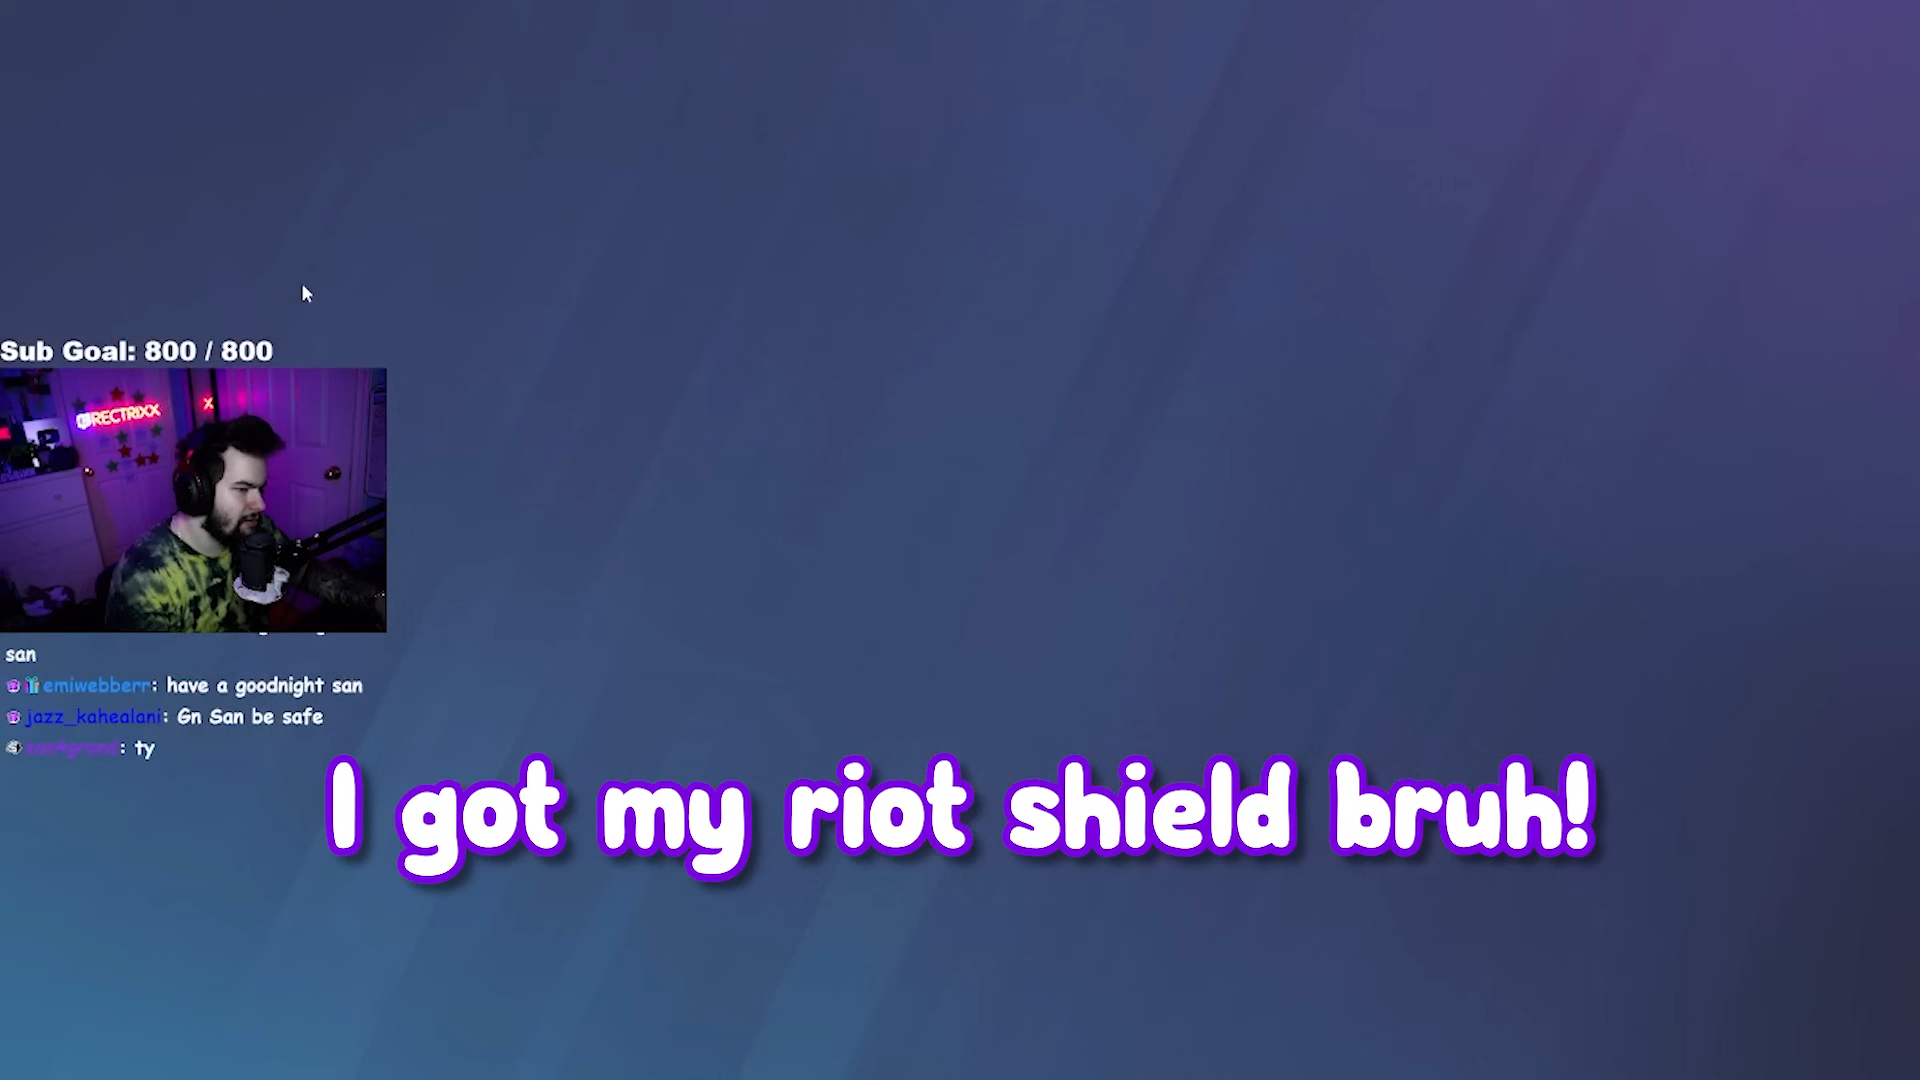 Sub Goal: 800 / 800
RECTRIXX
X
san
emiwebberr: have a goodnight san
jazz_kahealani: Gn San be safe
: ty
I got my riot shield bruh!